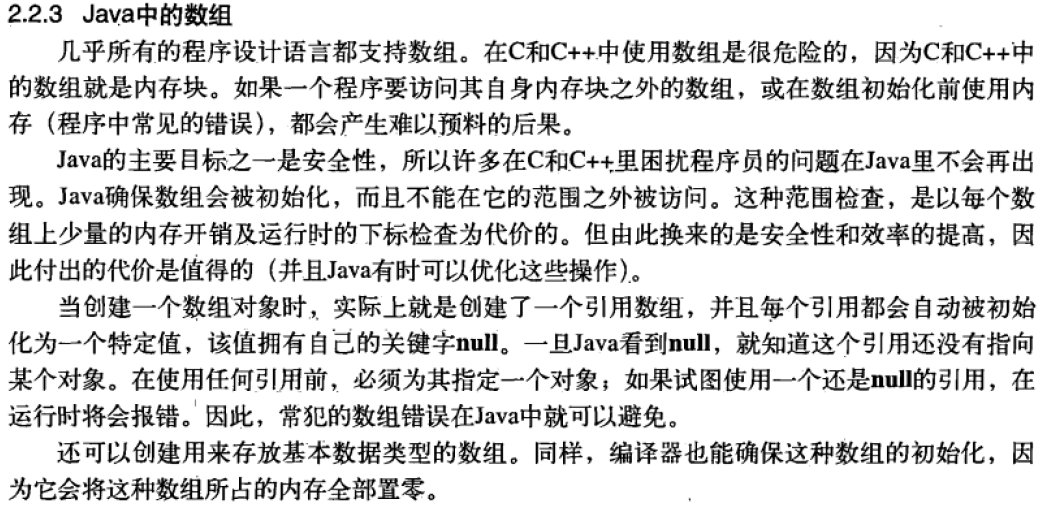 2.2.3 Java中的数组
几乎所有的程序设计语言都支持数组。在C和C++中使用数组是很危险的，因为C和C++中
的数组就是内存块。如果一个程序要访问其自身内存块之外的数组，或在数组初始化前使用内
存（程序中常见的错误），都会产生难以预料的后果。
Java的主要目标之一是安全性，所以许多在C和C++里困扰程序员的问题在Java里不会再出
现。Java确保数组会被初始化，而且不能在它的范围之外被访问。这种范围检查，是以每个数
组上少量的内存开销及运行时的下标检查为代价的。但由此换来的是安全性和效率的提高，因
此付出的代价是值得的（并且Java有时可以优化这些操作）。
当创建一个数组对象时，实际上就是创建了一个引用数组，并且每个引用都会自动被初始
化为一个特定值，该值拥有自己的关键字null。一旦Java看到null，就知道这个引用还没有指向
某个对象。在使用任何引用前，必须为其指定一个对象；如果试图使用一个还是null的引用，在
运行时将会报错。因此，常犯的数组错误在Java中就可以避免。
还可以创建用来存放基本数据类型的数组。同样，编译器也能确保这种数组的初始化，因
为它会将这种数组所占的内存全部置零。